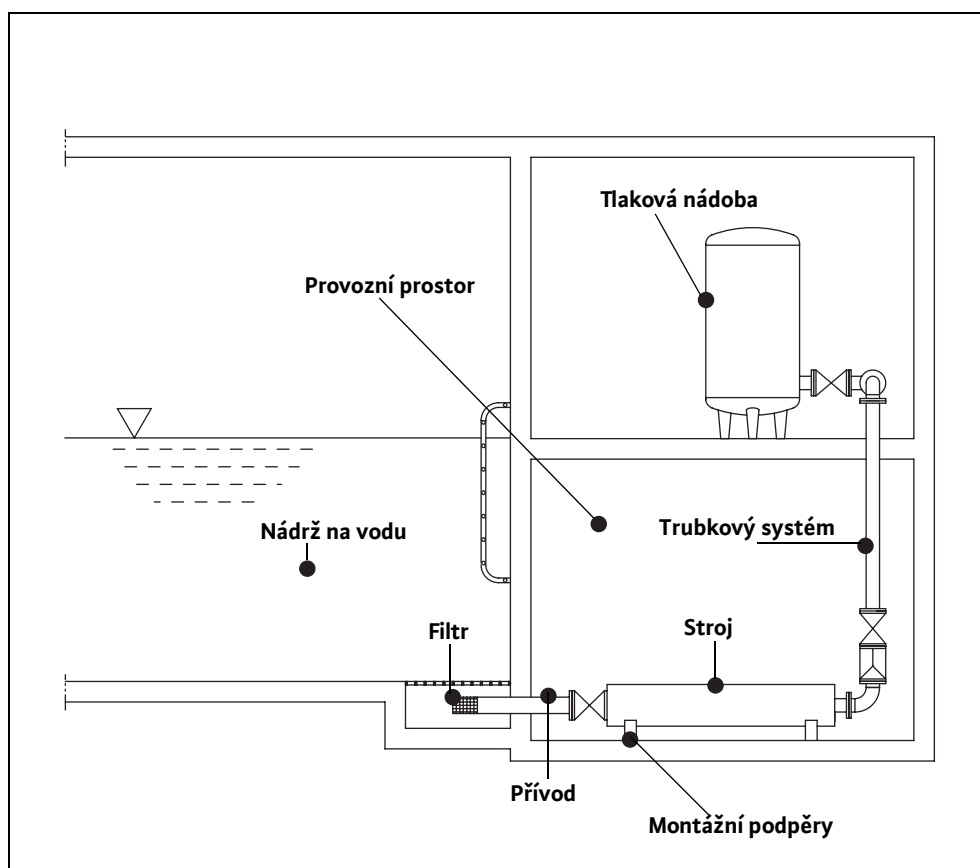 Tlaková nádoba
Provozní prostor
Nádrž na vodu
Trubkový systém
Filtr
Stroj
Přívod
Montážní podpěry